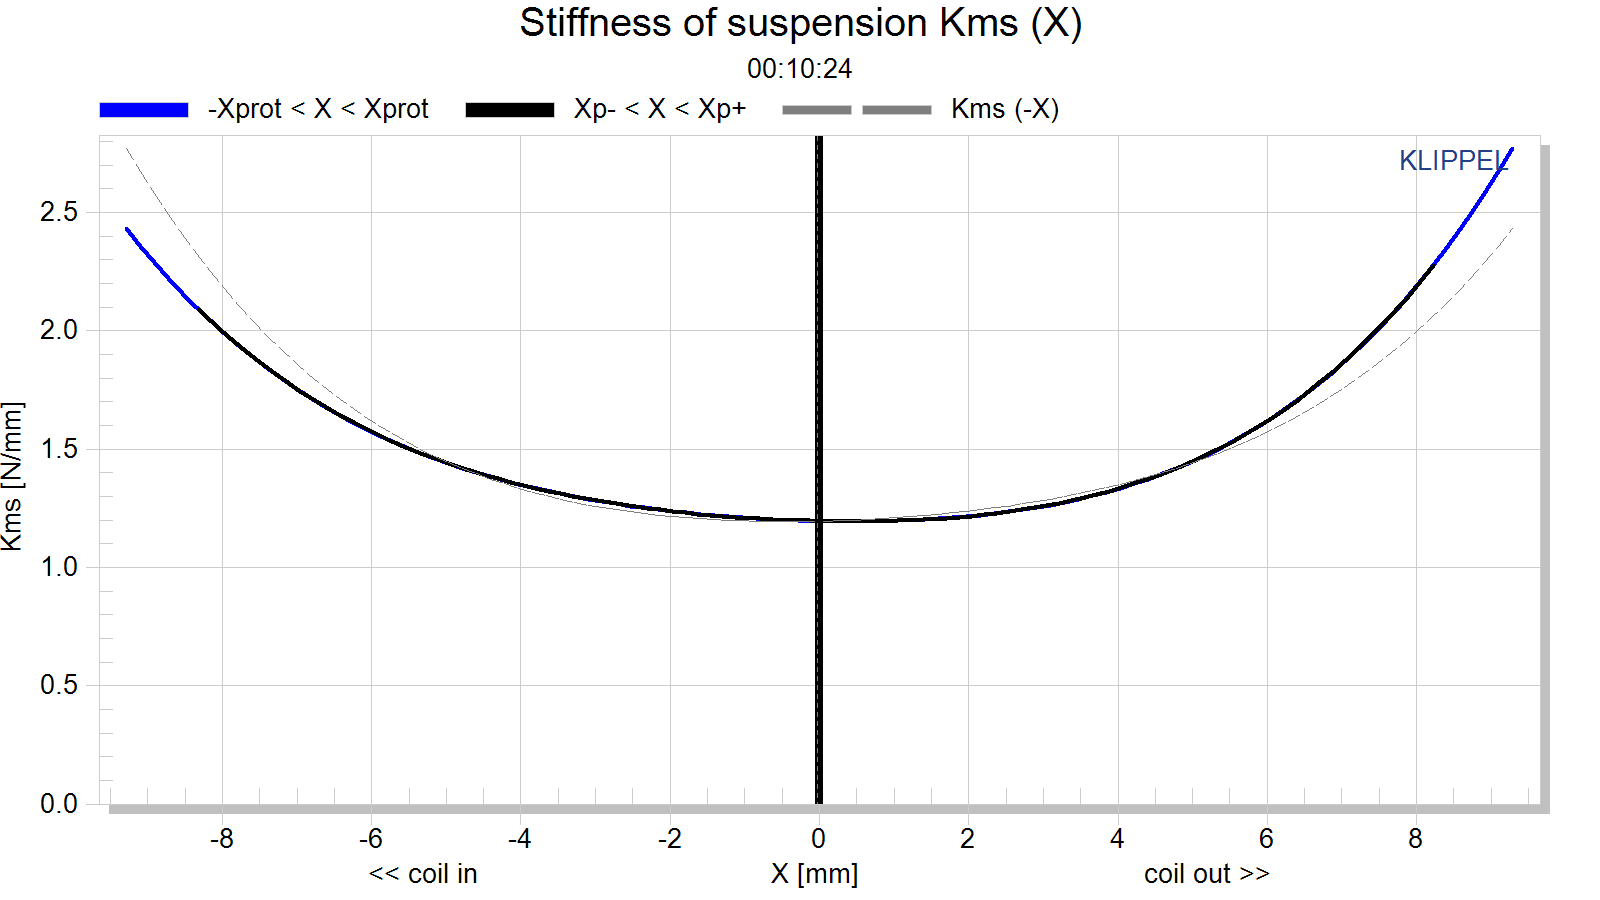 Stiffness of suspension Kms (X)
00:10:24
-Xprot < X < Xprot Xp- < X < Xp+ Kms (-X)
KLIPPEL
2.5
2.0
1.5
1.0
0.5
0.0
Kms [N/mm]
-8 -6 -4 -2 0 2 4 6 8
<< coil in X [mm] coil out >>